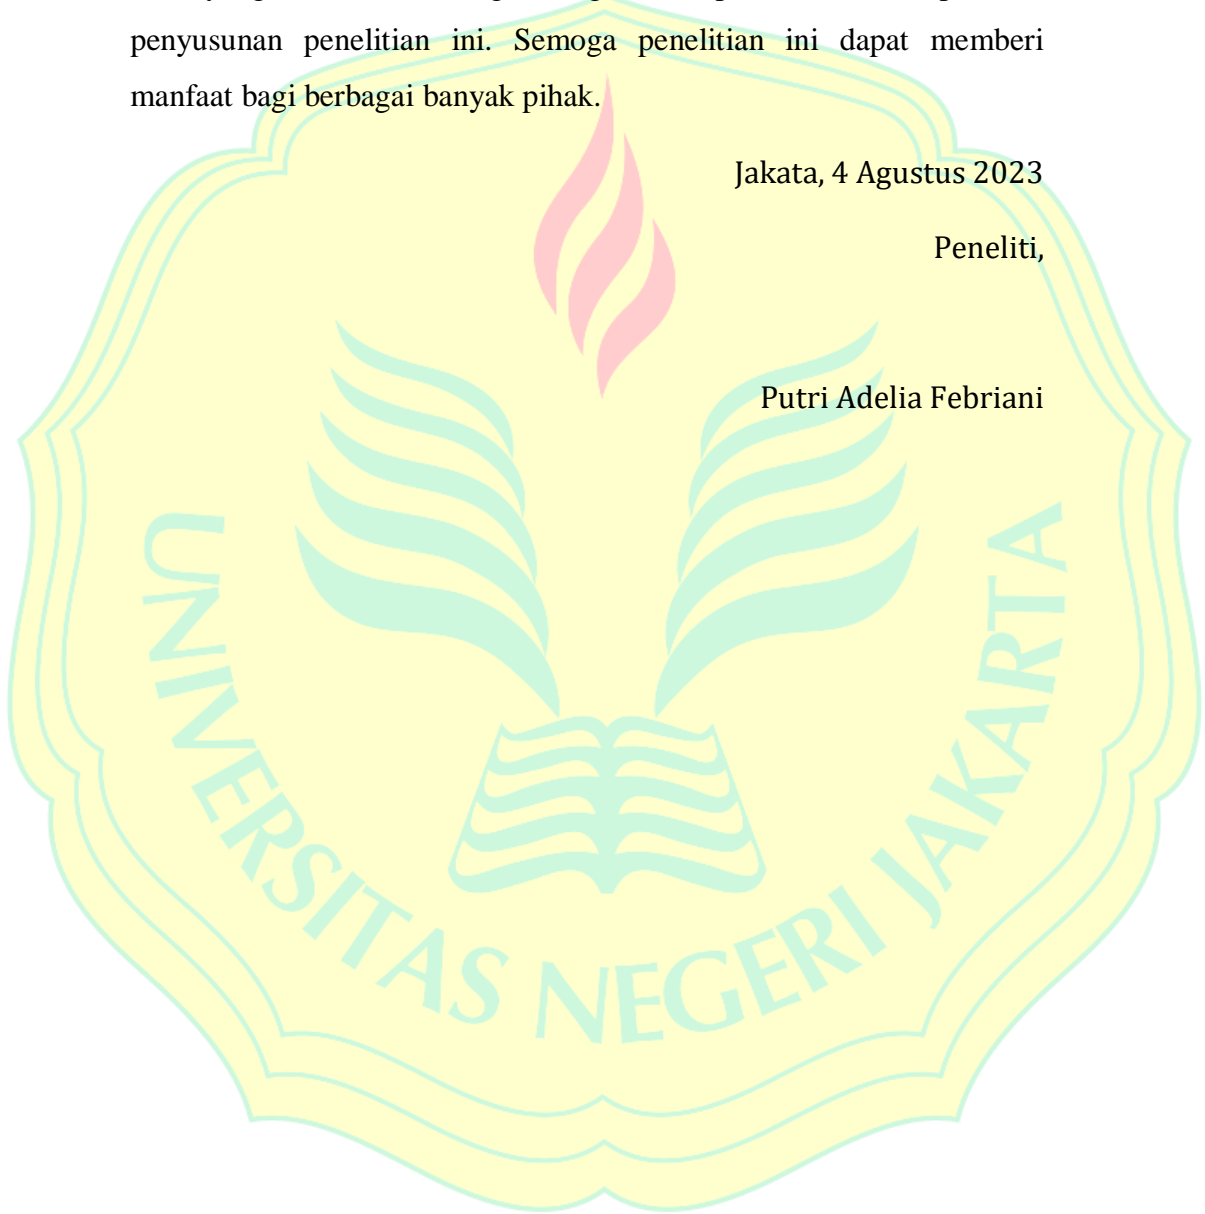 penyusunan penelitian ini. Semoga penelitian ini dapat memberi
manfaat bagi berbagai banyak pihak.
Jakata, 4 Agustus 2023
Peneliti,
Putri Adelia Febriani
UNIVERSITAS NEGERI JAKARTA